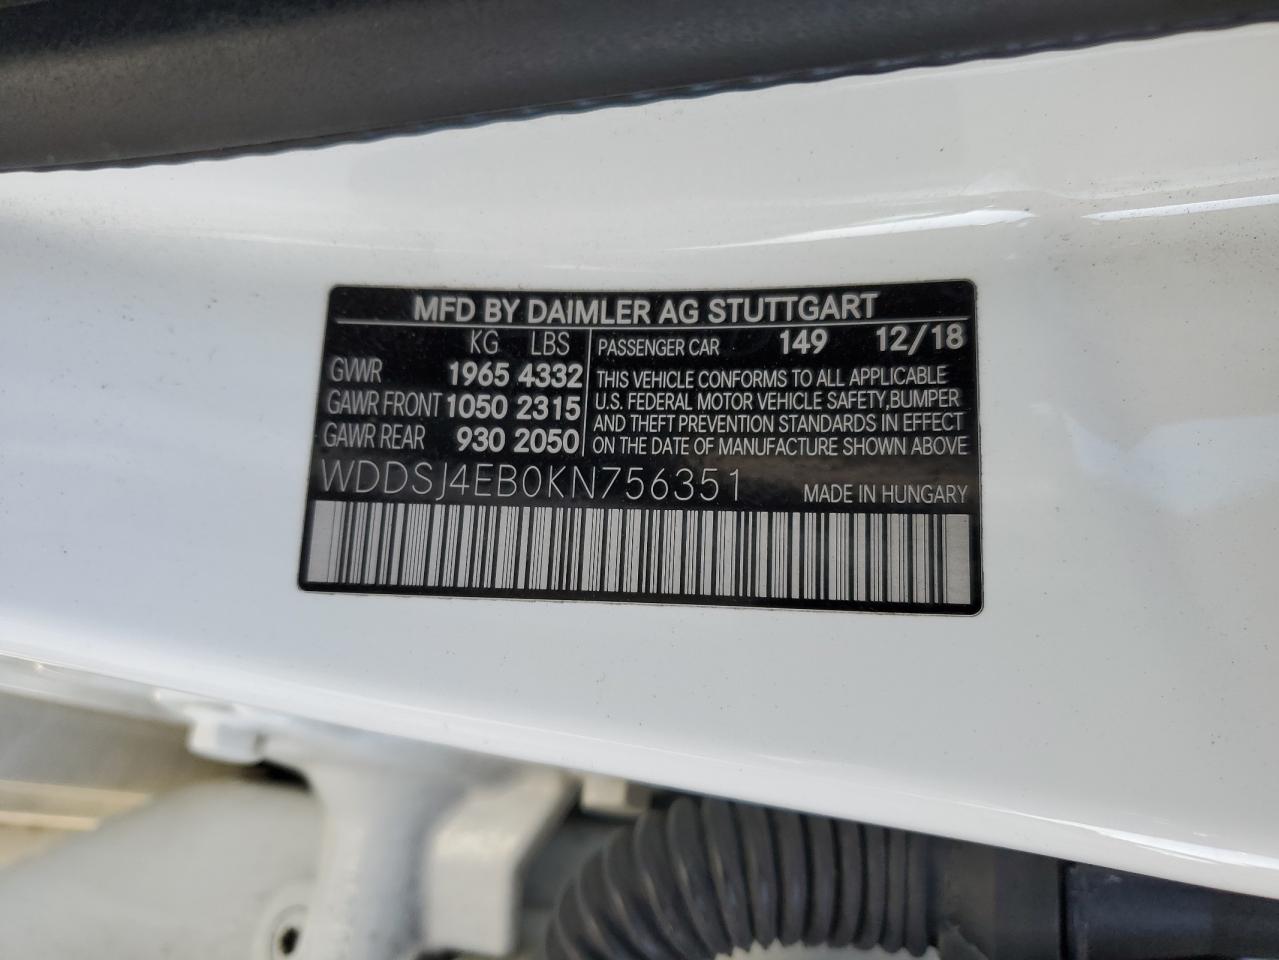 MFD BY DAIMLER AG STUTTGART
KG LBS
GVWR 1965 4332
GAWR FRONT 1050 2315
GAWR REAR 930 2050
PASSENGER CAR 149 12/18
THIS VEHICLE CONFORMS TO ALL APPLICABLE
U.S. FEDERAL MOTOR VEHICLE SAFETY,BUMPER
AND THEFT PREVENTION STANDARDS IN EFFECT
ON THE DATE OF MANUFACTURE SHOWN ABOVE
WDDSJ4EB0KN756351 MADE IN HUNGARY